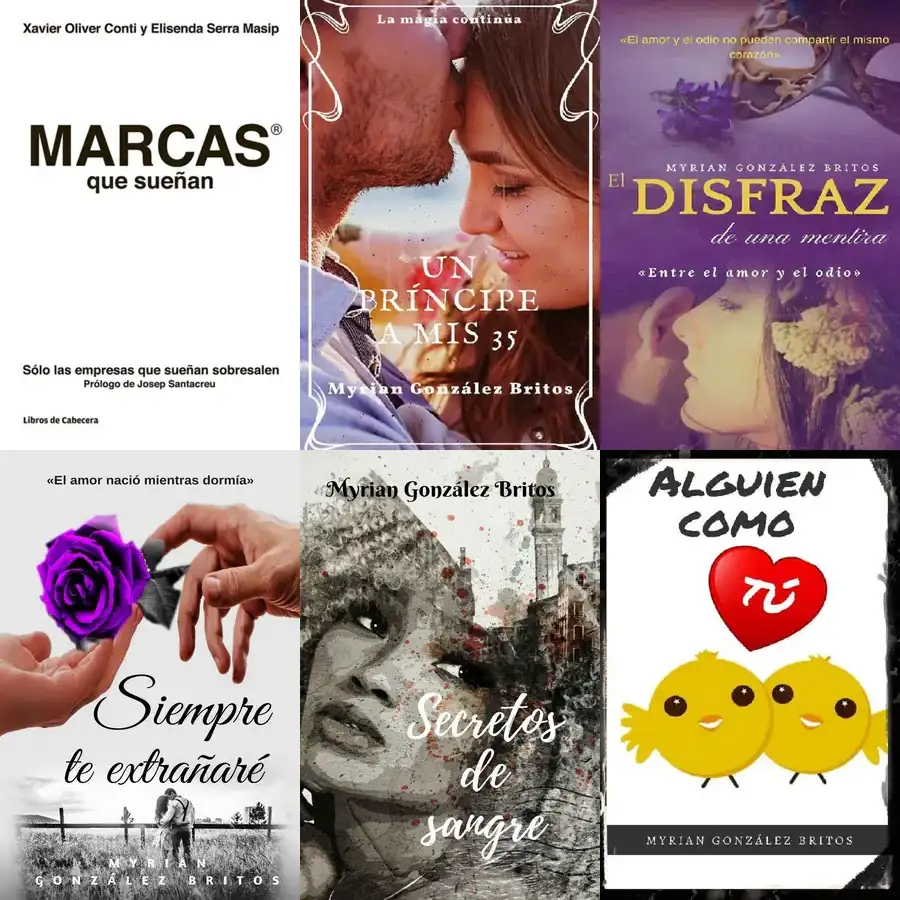 Xavier Oliver Conti y Elisenda Serra Masip
MARCAS®
que sueñan
Sólo las empresas que sueñan sobresalen
Prólogo de Josep Santacreu
Libros de Cabecera
La magia continúa
UN
PRÍNCIPE
A MIS 35
Myrian González Britos
«El amor y el odio no pueden compartir el mismo
corazón»
MYRIAN GONZÁLEZ BRITOS
El
DISFRAZ
de una mentira
«Entre el amor y el odio»
«El amor nació mientras dormía»
Siempre
te extrañaré
MYRIAN
GONZÁLEZ BRITOS
Myrian González Britos
Secretos
de
sangre
ALGUIEN
COMO
TÚ
MYRIAN GONZÁLEZ BRITOS